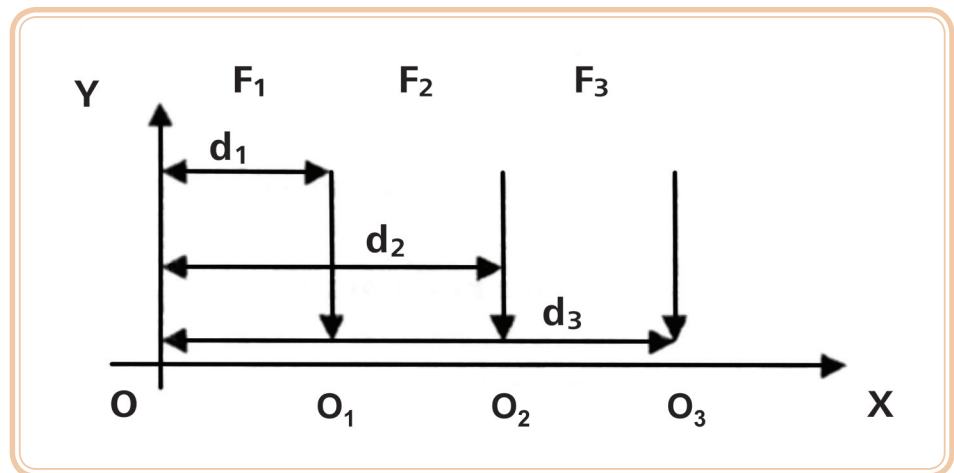 Y F₁ F₂ F₃
d₁
d₂
d₃
O O₁ O₂ O₃ X